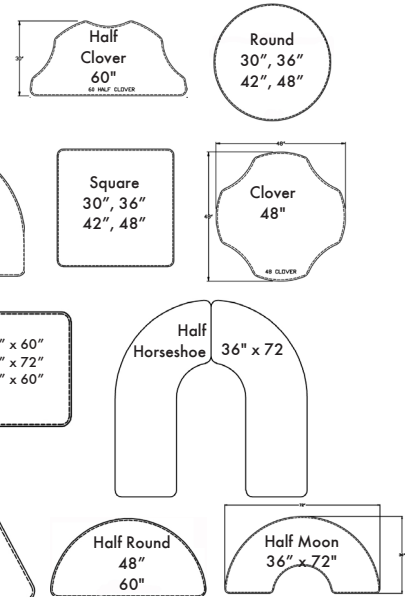 Half
Clover
60"
60 HALF CLOVER
30"
Round
30", 36"
42", 48"
Square
30", 36"
42", 48"
48"
Clover
48"
48 CLOVER
" x 60"
" x 72"
" x 60"
Half
Horseshoe
36" x 72
Half Round
48"
60"
Half Moon
36" x 72"